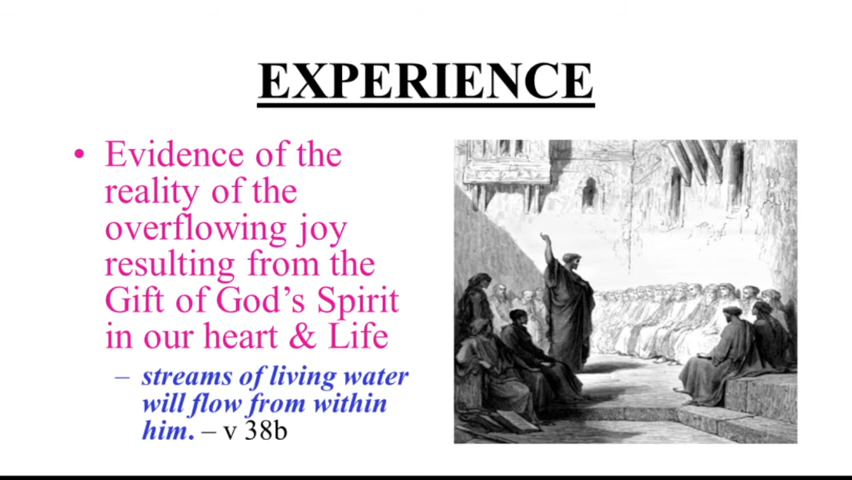 EXPERIENCE
• Evidence of the
reality of the
overflowing joy
resulting from the
Gift of God’s Spirit
in our heart & Life
– streams of living water
will flow from within
him. – v 38b